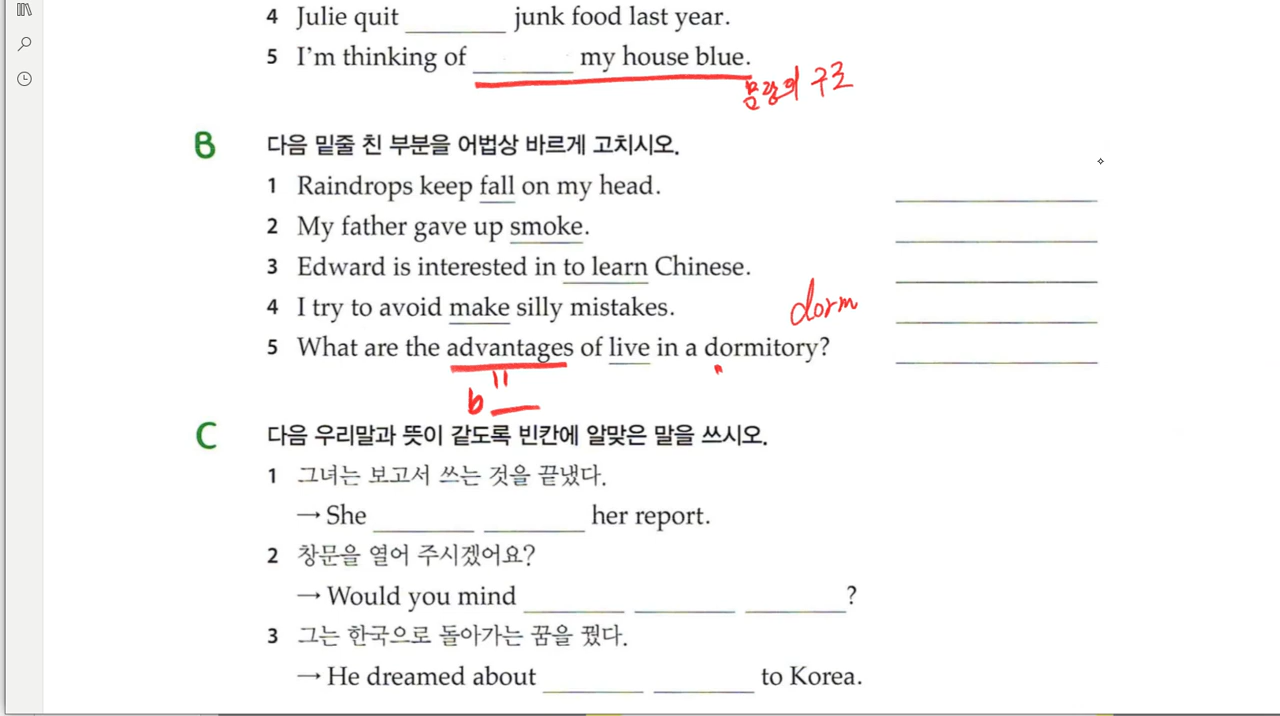 4 Julie quit ________ junk food last year.
5 I'm thinking of ________ my house blue.
구조
B 다음 밑줄 친 부분을 어법상 바르게 고치시오.
1 Raindrops keep fall on my head.
2 My father gave up smoke.
3 Edward is interested in to learn Chinese.
4 I try to avoid make silly mistakes.
dorm
5 What are the advantages of live in a dormitory?
b
C 다음 우리말과 뜻이 같도록 빈칸에 알맞은 말을 쓰시오.
1 그녀는 보고서 쓰는 것을 끝냈다.
→ She ________ ________ her report.
2 창문을 열어 주시겠어요?
→ Would you mind ________ ________ ________?
3 그는 한국으로 돌아가는 꿈을 꿨다.
→ He dreamed about ________ ________ to Korea.